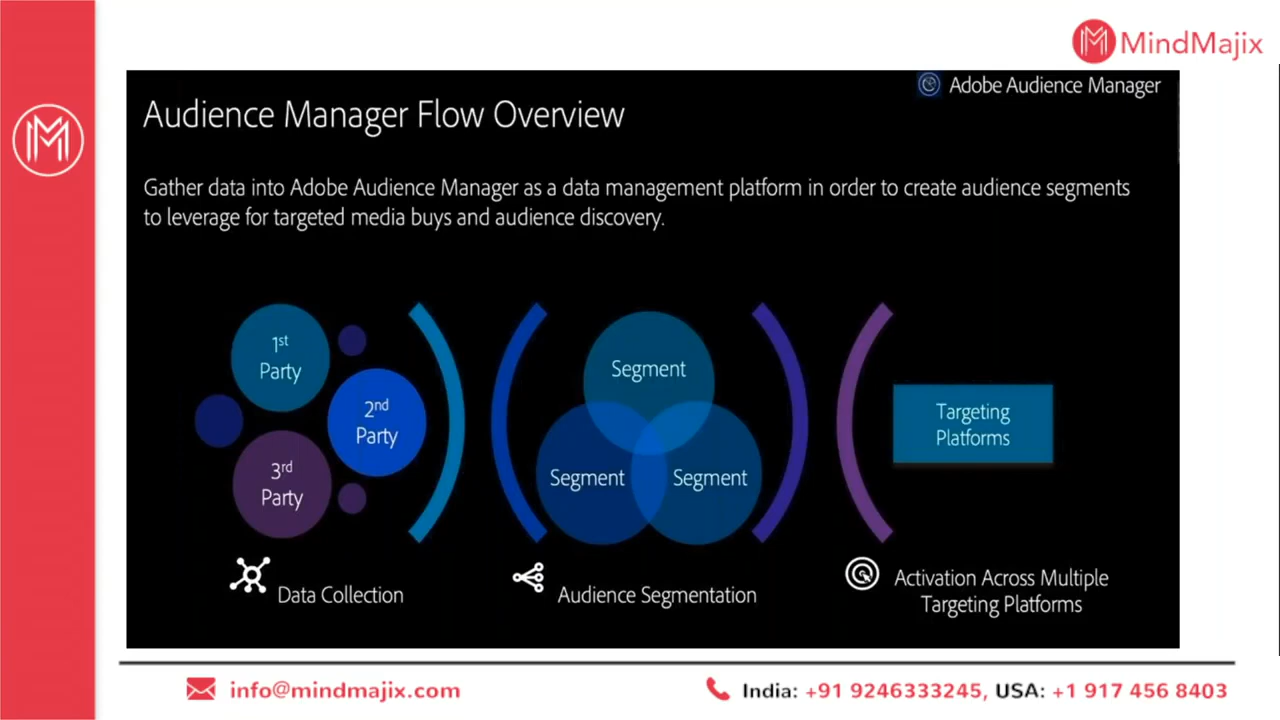 MindMajix
Adobe Audience Manager
Audience Manager Flow Overview
Gather data into Adobe Audience Manager as a data management platform in order to create audience segments
to leverage for targeted media buys and audience discovery.
1st
Party
2nd
Party
3rd
Party
Segment
Segment
Segment
Targeting
Platforms
Data Collection
Audience Segmentation
Activation Across Multiple
Targeting Platforms
info@mindmajix.com
India: +91 9246333245, USA: +1 917 456 8403